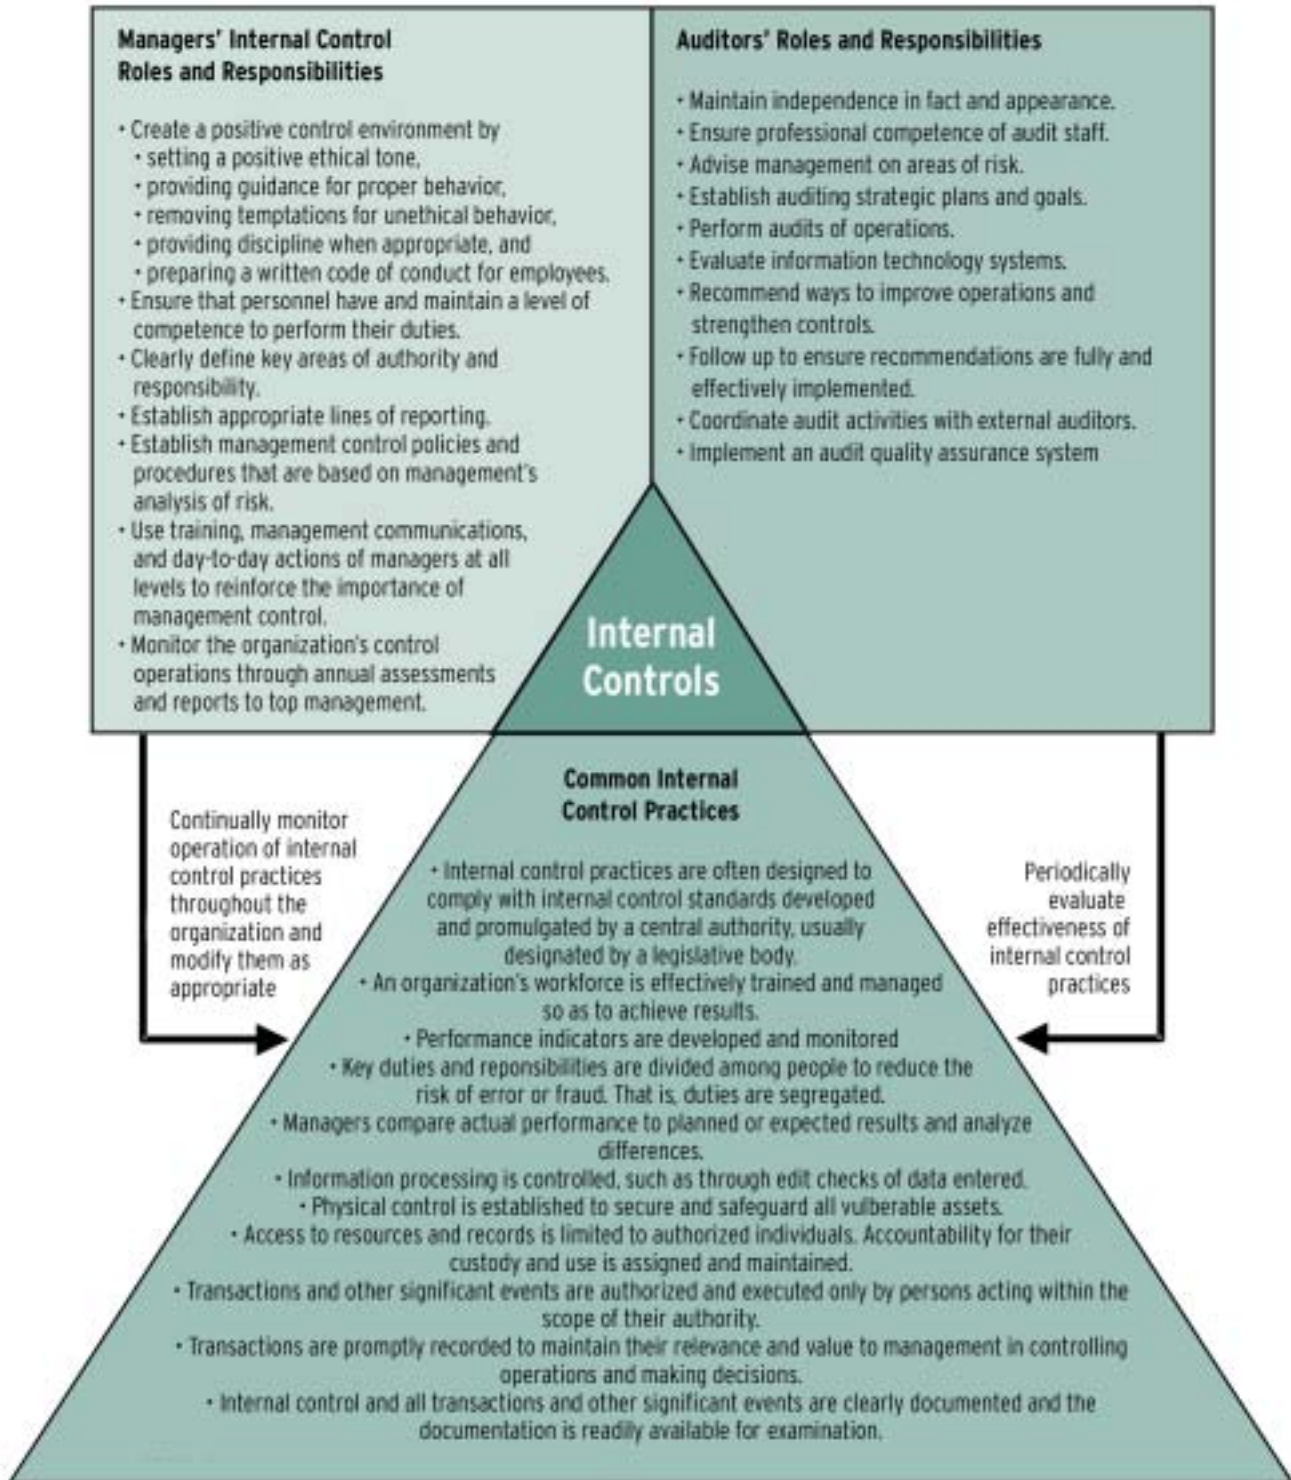 Managers' Internal Control
Roles and Responsibilities
• Create a positive control environment by
• setting a positive ethical tone,
• providing guidance for proper behavior,
• removing temptations for unethical behavior,
• providing discipline when appropriate, and
• preparing a written code of conduct for employees.
• Ensure that personnel have and maintain a level of
competence to perform their duties.
• Clearly define key areas of authority and
responsibility.
• Establish appropriate lines of reporting.
• Establish management control policies and
procedures that are based on management's
analysis of risk.
• Use training, management communications,
and day-to-day actions of managers at all
levels to reinforce the importance of
management control.
• Monitor the organization's control
operations through annual assessments
and reports to top management.
Auditors' Roles and Responsibilities
• Maintain independence in fact and appearance.
• Ensure professional competence of audit staff.
• Advise management on areas of risk.
• Establish auditing strategic plans and goals.
• Perform audits of operations.
• Evaluate information technology systems.
• Recommend ways to improve operations and
strengthen controls.
• Follow up to ensure recommendations are fully and
effectively implemented.
• Coordinate audit activities with external auditors.
• Implement an audit quality assurance system
Internal
Controls
Continually monitor
operation of internal
control practices
throughout the
organization and
modify them as
appropriate
Common Internal
Control Practices
• Internal control practices are often designed to
comply with internal control standards developed
and promulgated by a central authority, usually
designated by a legislative body.
• An organization's workforce is effectively trained and managed
so as to achieve results.
• Performance indicators are developed and monitored
• Key duties and reponsibilities are divided among people to reduce the
risk of error or fraud. That is, duties are segregated.
• Managers compare actual performance to planned or expected results and analyze
differences.
• Information processing is controlled, such as through edit checks of data entered.
• Physical control is established to secure and safeguard all vulberable assets.
• Access to resources and records is limited to authorized individuals. Accountability for their
custody and use is assigned and maintained.
• Transactions and other significant events are authorized and executed only by persons acting within the
scope of their authority.
• Transactions are promptly recorded to maintain their relevance and value to management in controlling
operations and making decisions.
• Internal control and all transactions and other significant events are clearly documented and the
documentation is readily available for examination.
Periodically
evaluate
effectiveness of
internal control
practices